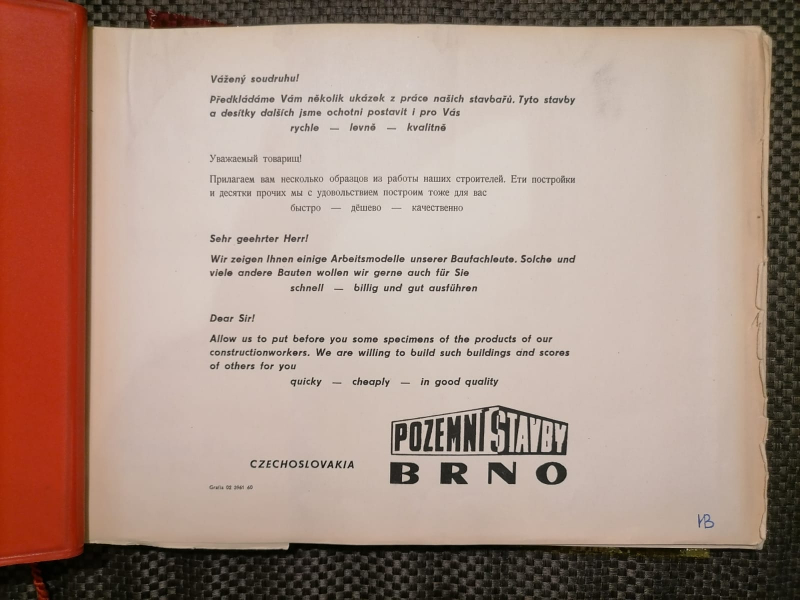 Vážený soudruhu!
Předkládáme Vám několik ukázek z práce našich stavbařů. Tyto stavby
a desítky dalších jsme ochotni postavit i pro Vás
rychle — levně — kvalitně
Уважаемый товариш!
Прилагаем вам несколько образцов из работы наших строителей. Ети постройки
и десятки прочих мы с удовольствием построим тоже для вас
быстро — дёшево — качественно
Sehr geehrter Herr!
Wir zeigen Ihnen einige Arbeitsmodelle unserer Baufachleute. Solche und
viele andere Bauten wollen wir gerne auch für Sie
schnell — billig und gut ausführen
Dear Sir!
Allow us to put before you some specimens of the products of our
constructionworkers. We are willing to build such buildings and scores
of others for you
quicky — cheaply — in good quality
POZEMNÍ STAVBY
CZECHOSLOVAKIA
BRNO
Grafia 02 2961 60